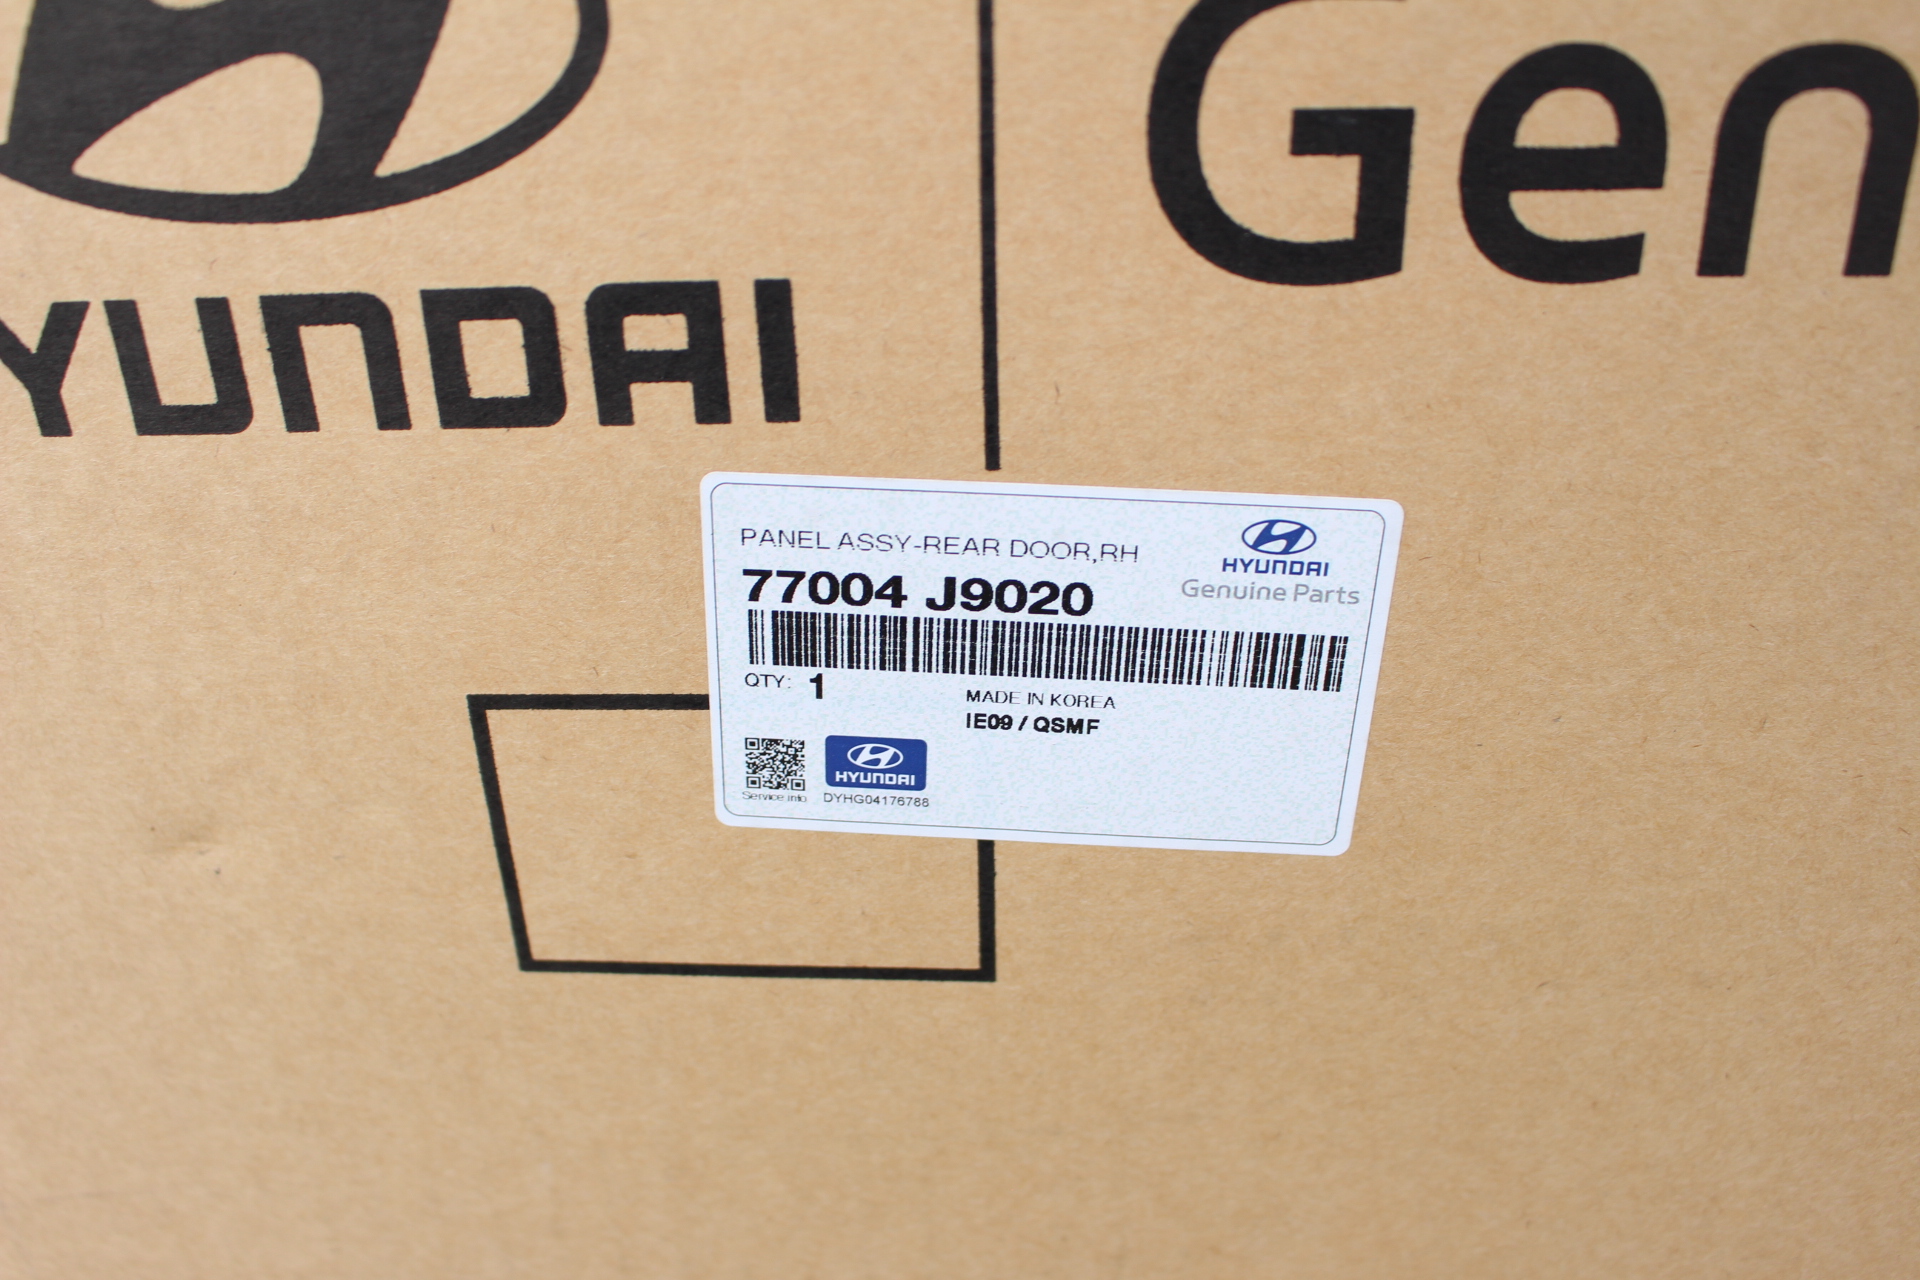 HYUNDAI
Gen
PANEL ASSY-REAR DOOR,RH
77004 J9020
HYUNDAI
Genuine Parts
QTY: 1
MADE IN KOREA
IE09 / QSMF
HYUNDAI
Service info
DYHG04176788